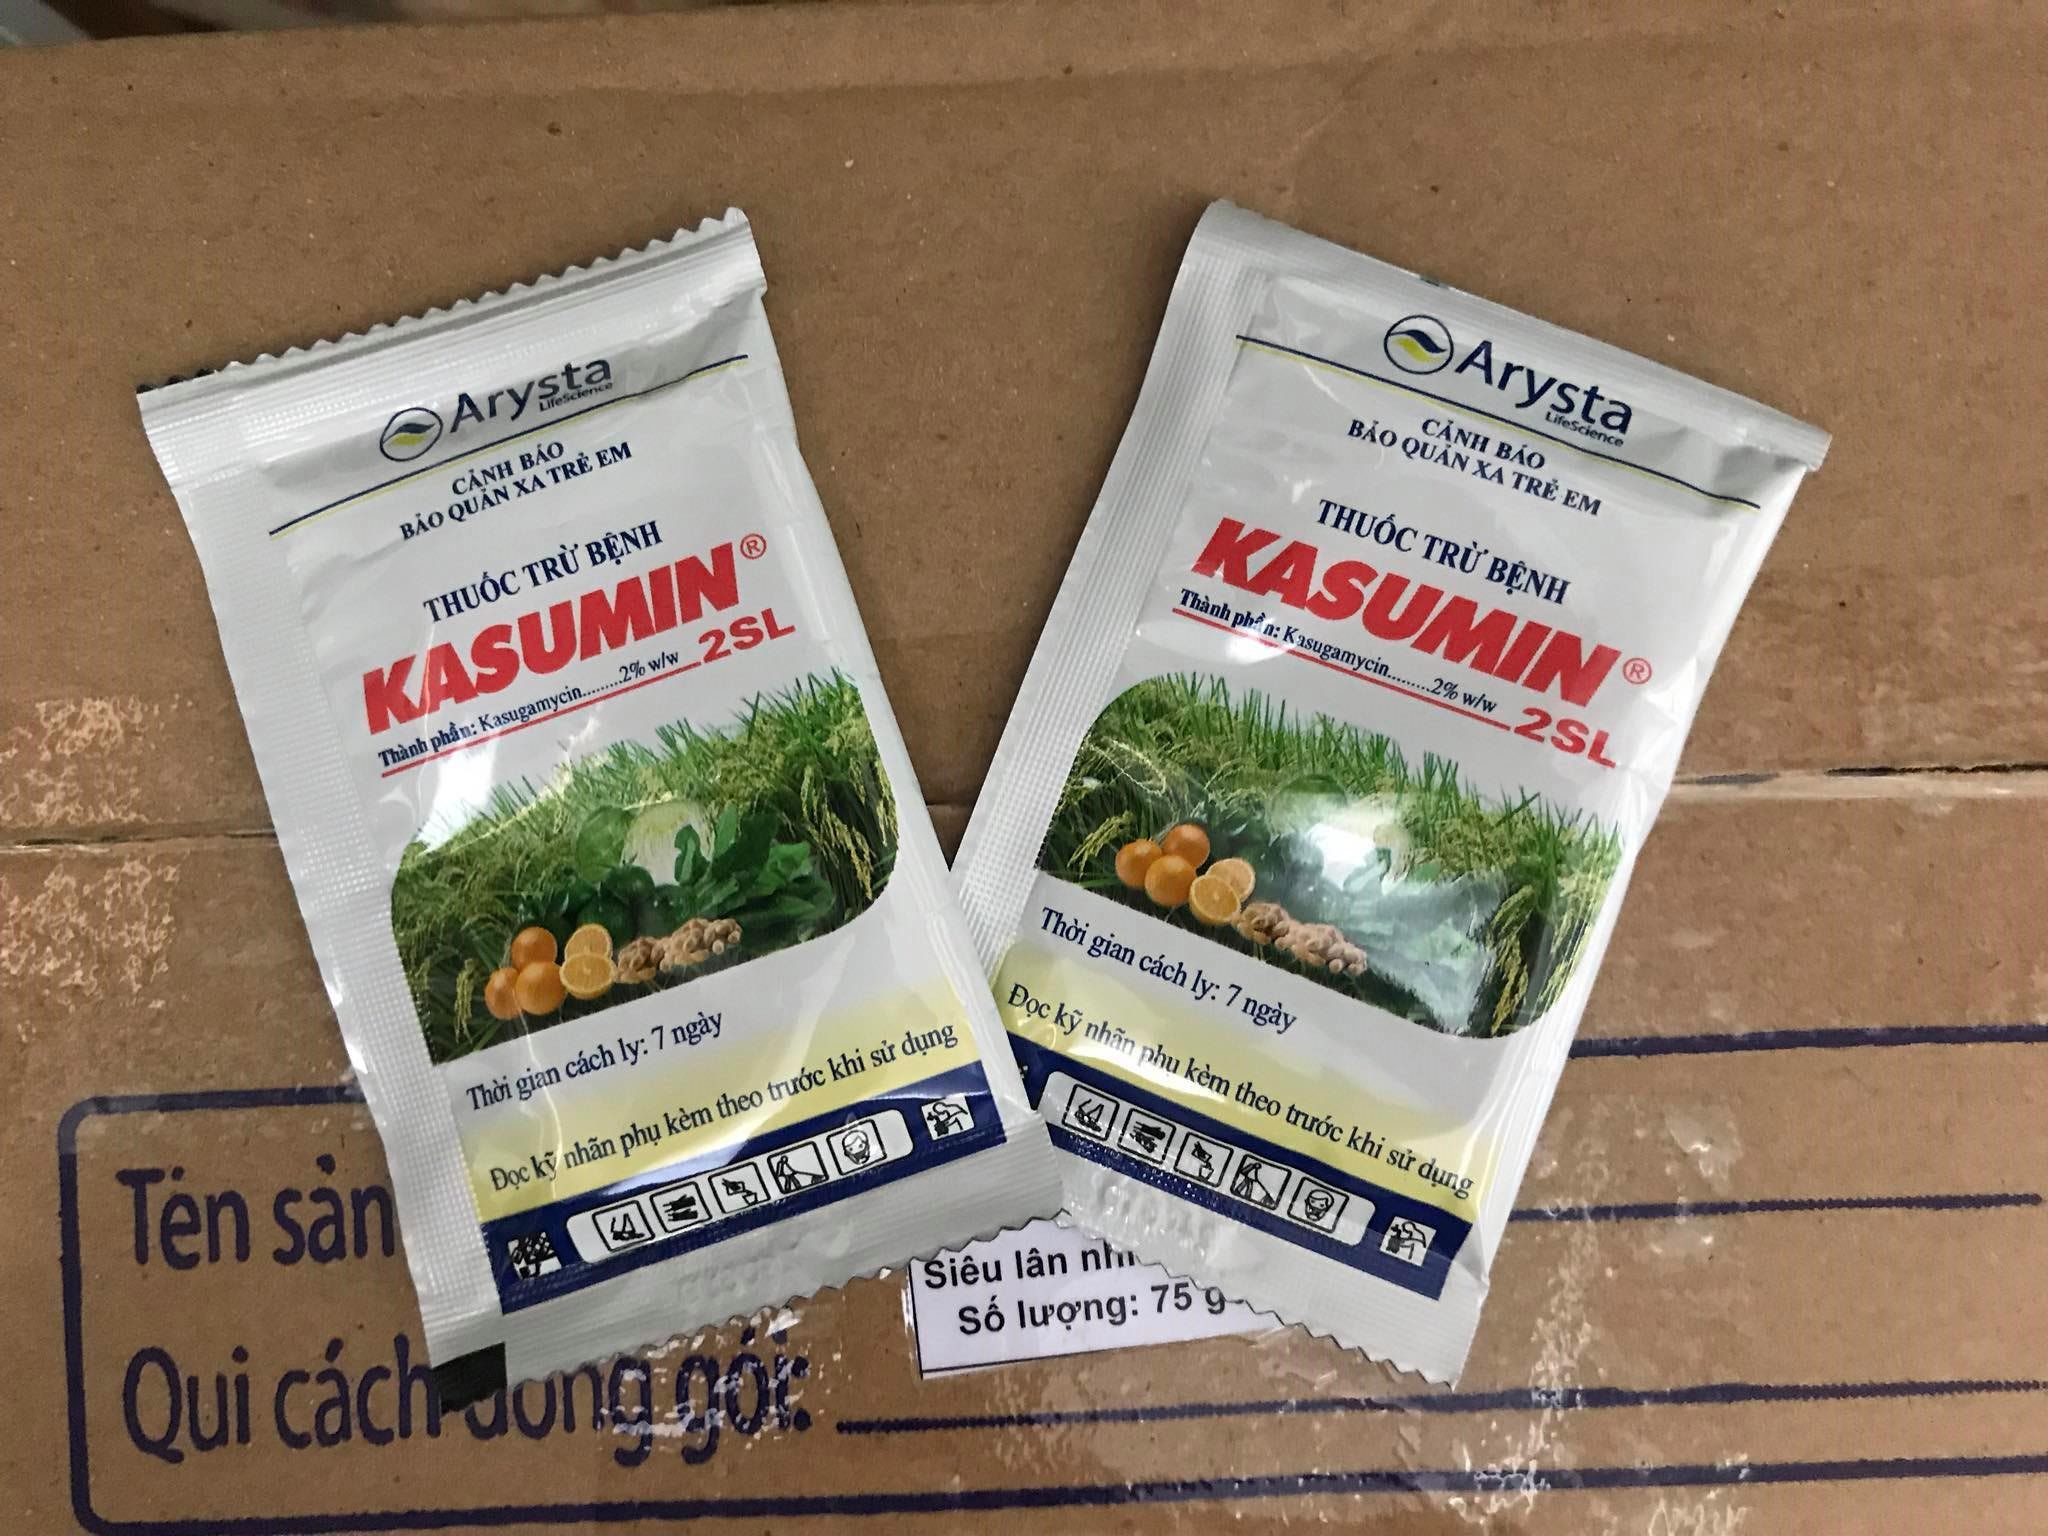 Arysta
LifeScience
CẢNH BÁO
BẢO QUẢN XA TRẺ EM
THUỐC TRỪ BỆNH
KASUMIN®
Thành phần: Kasugamycin.........2% w/w
2SL
Thời gian cách ly: 7 ngày
Đọc kỹ nhãn phụ kèm theo trước khi sử dụng
Arysta
LifeScience
CẢNH BÁO
BẢO QUẢN XA TRẺ EM
THUỐC TRỪ BỆNH
KASUMIN®
Thành phần: Kasugamycin.........2% w/w
2SL
Thời gian cách ly: 7 ngày
Đọc kỹ nhãn phụ kèm theo trước khi sử dụng
Siêu lân
Số lượng: 75 g
Tên sản
Qui cách đóng gói: